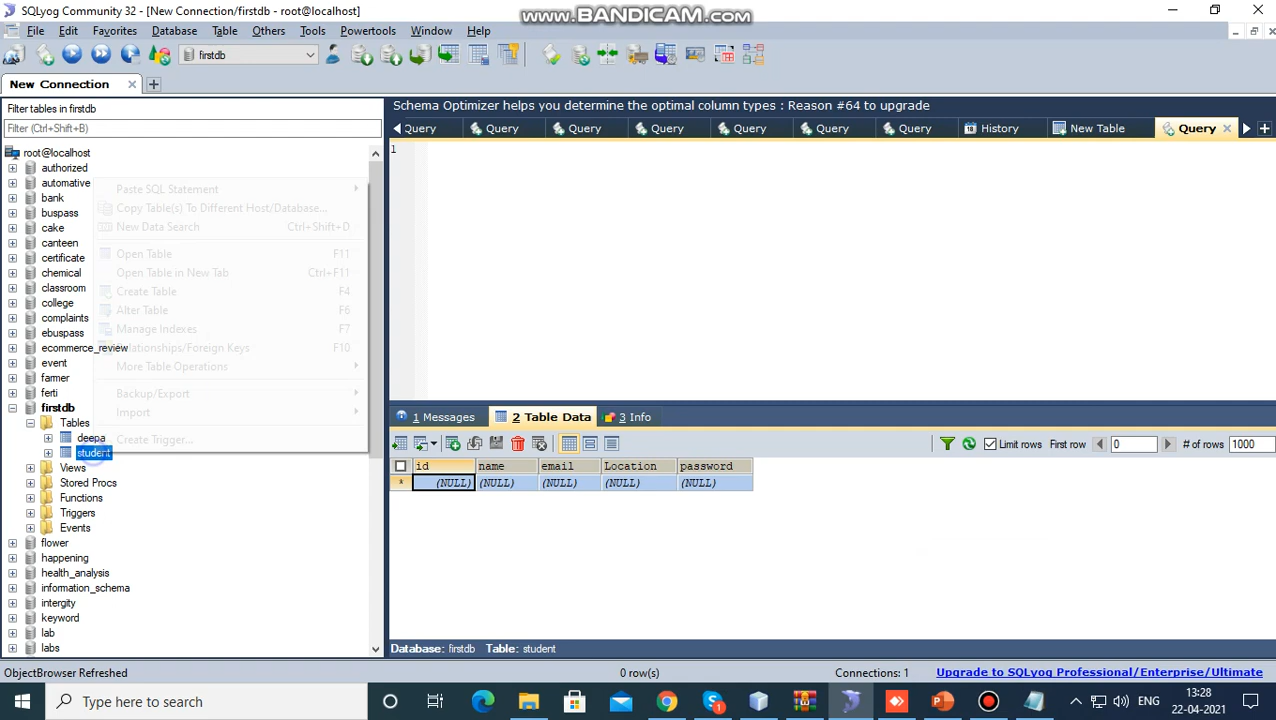 SQLyog Community 32 - [New Connection/firstdb - root@localhost]
www.BANDICAM.com
File Edit Favorites Database Table Others Tools Powertools Window Help
firstdb
New Connection
Filter tables in firstdb
Filter (Ctrl+Shift+B)
root@localhost
authorized
automative
bank
buspass
cake
canteen
certificate
chemical
classroom
college
complaints
ebuspass
ecommerce_review
event
farmer
ferti
firstdb
Tables
deepa
student
Views
Stored Procs
Functions
Triggers
Events
flower
happening
health_analysis
information_schema
intergity
keyword
lab
labs
Paste SQL Statement
Copy Table(s) To Different Host/Database...
New Data Search Ctrl+Shift+D
Open Table F11
Open Table in New Tab Ctrl+F11
Create Table F4
Alter Table F6
Manage Indexes F7
Relationships/Foreign Keys F10
More Table Operations
Backup/Export
Import
Create Trigger...
Schema Optimizer helps you determine the optimal column types : Reason #64 to upgrade
Query Query Query Query Query Query Query History New Table Query
1
1 Messages 2 Table Data 3 Info
Limit rows First row 0 # of rows 1000
id name email Location password
* (NULL) (NULL) (NULL) (NULL) (NULL)
Database: firstdb Table: student
ObjectBrowser Refreshed 0 row(s) Connections: 1 Upgrade to SQLyog Professional/Enterprise/Ultimate
Type here to search
ENG
13:28
22-04-2021